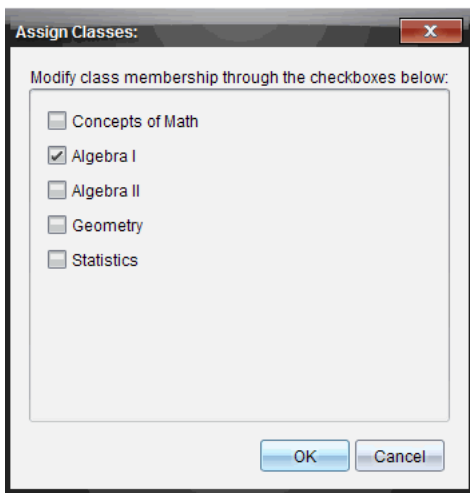 Assign Classes:
Modify class membership through the checkboxes below:
Concepts of Math
Algebra I
Algebra II
Geometry
Statistics
OK
Cancel